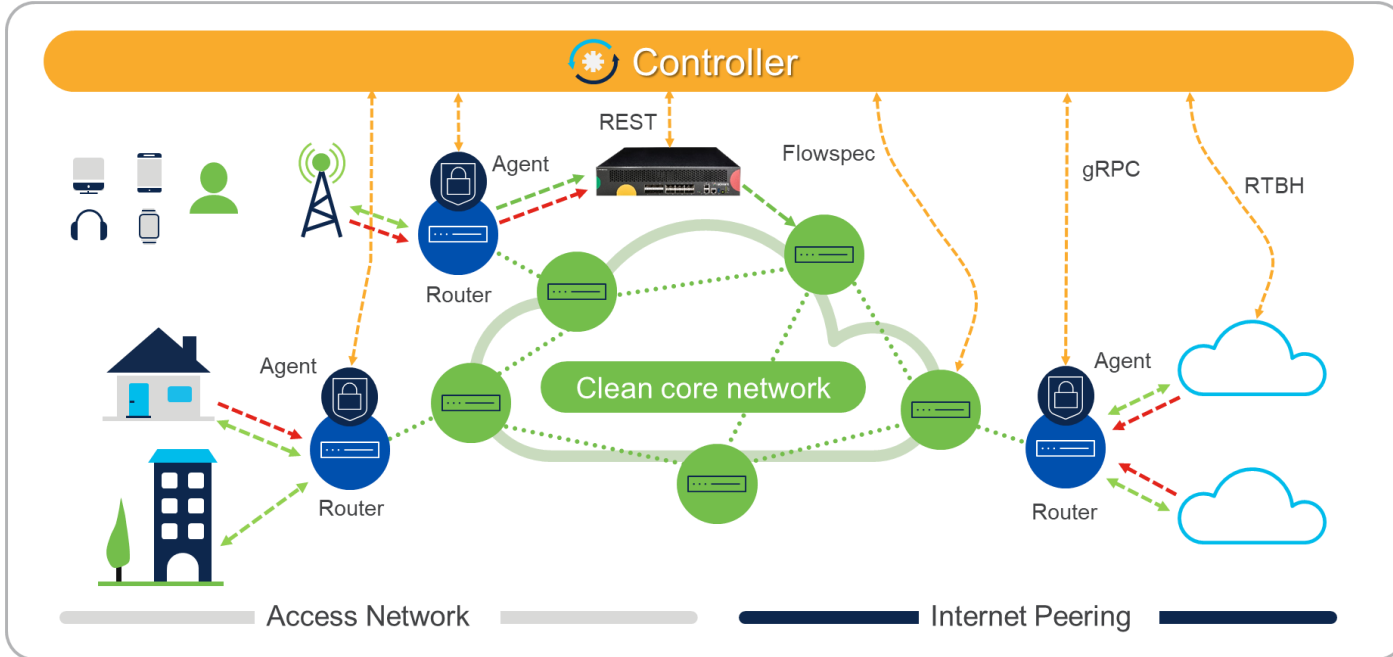 Controller
REST
Agent
Flowspec
gRPC
RTBH
Router
Agent
Clean core network
Agent
Router
Router
Access Network
Internet Peering